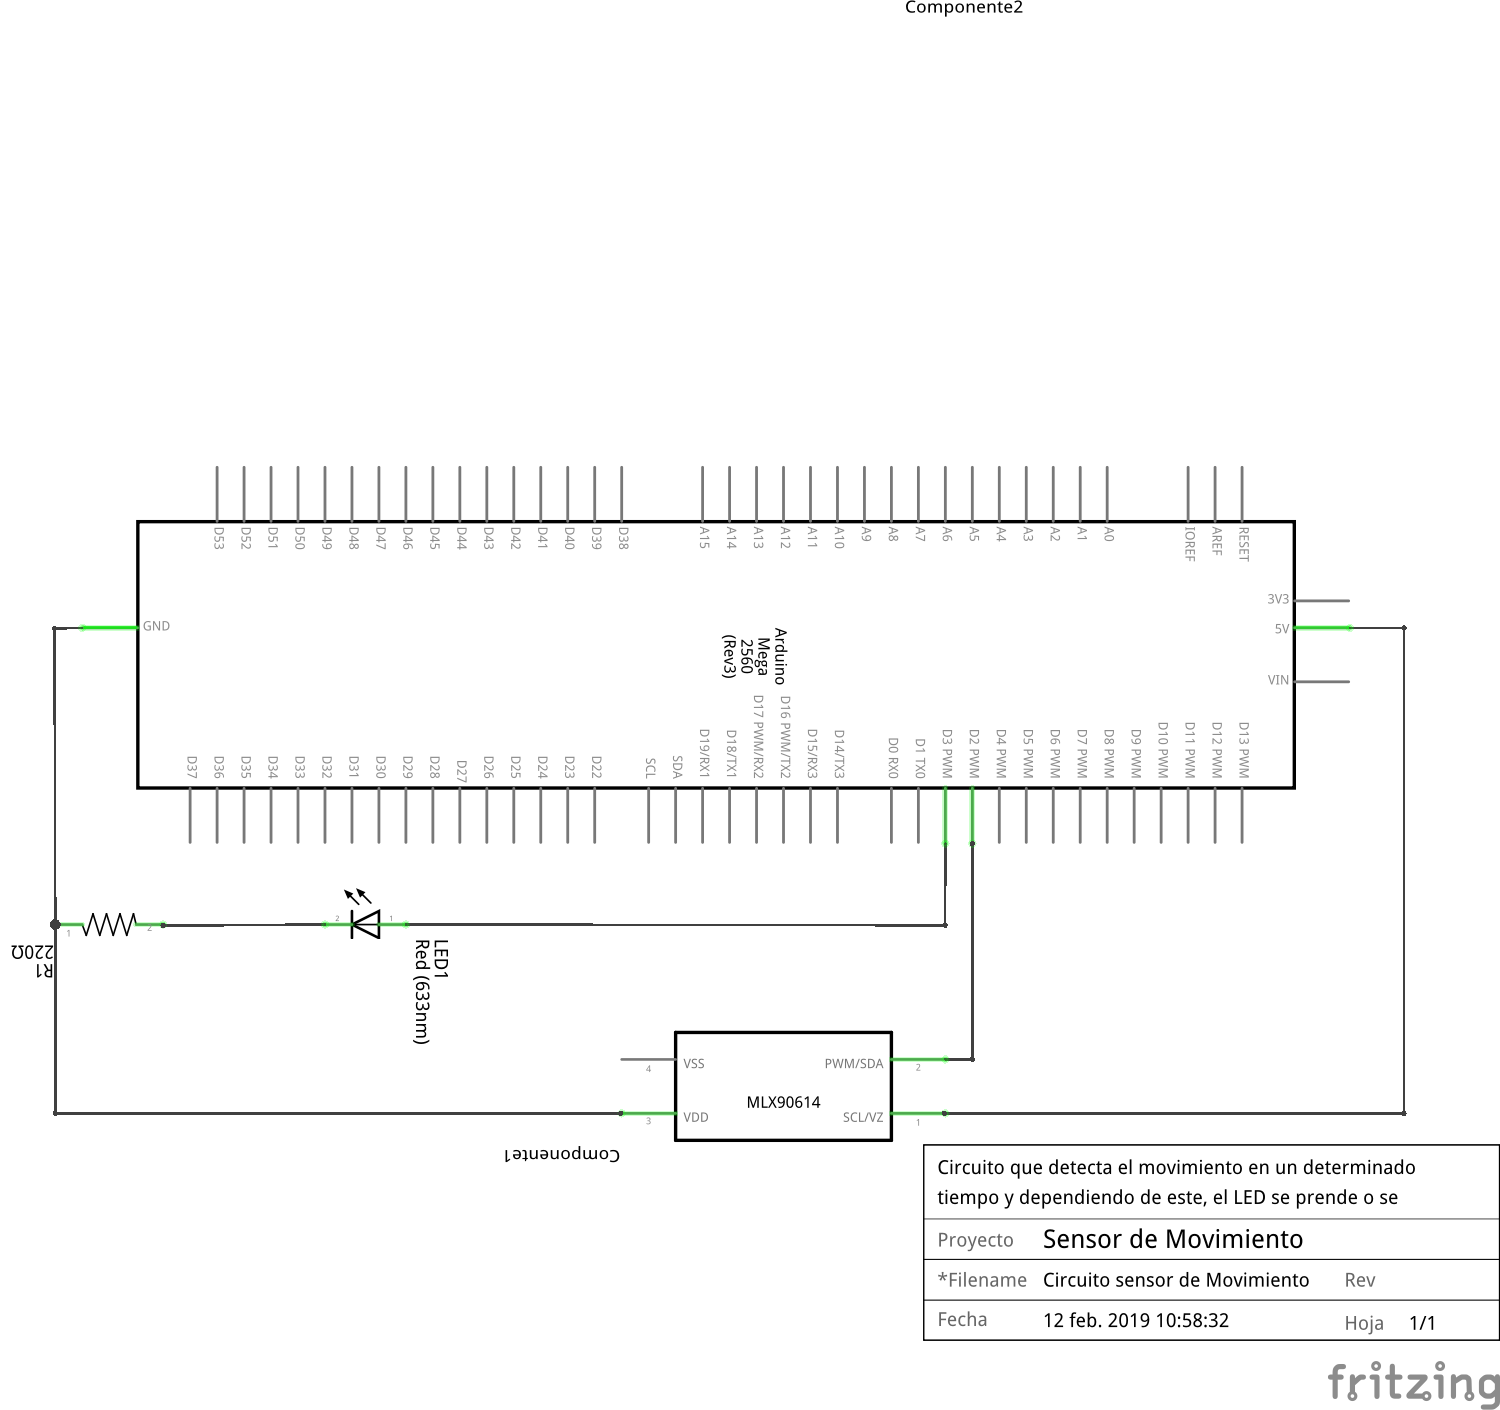 Componente2
D53
D52
D51
D50
D49
D48
D47
D46
D45
D44
D43
D42
D41
D40
D39
D38
A15
A14
A13
A12
A11
A10
A9
A8
A7
A6
A5
A4
A3
A2
A1
A0
IOREF
AREF
RESET
3V3
GND
5V
VIN
Arduino
Mega
2560
(Rev3)
D37
D36
D35
D34
D33
D32
D31
D30
D29
D28
D27
D26
D25
D24
D23
D22
SCL
SDA
D19/RX1
D18/TX1
D17 PWM/RX2
D16 PWM/TX2
D15/RX3
D14/TX3
D0 RX0
D1 TX0
D3 PWM
D2 PWM
D4 PWM
D5 PWM
D6 PWM
D7 PWM
D8 PWM
D9 PWM
D10 PWM
D11 PWM
D12 PWM
D13 PWM
1
2
2
1
R1
220Ω
LED1
Red (633nm)
4
VSS
PWM/SDA
2
MLX90614
3
VDD
SCL/VZ
1
Componente1
Circuito que detecta el movimiento en un determinado
tiempo y dependiendo de este, el LED se prende o se
Proyecto Sensor de Movimiento
*Filename Circuito sensor de Movimiento Rev
Fecha 12 feb. 2019 10:58:32 Hoja 1/1
fritzing